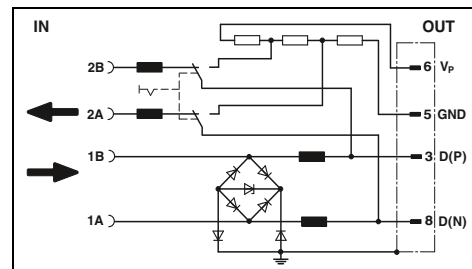 IN
OUT
2B
6 VP
2A
5 GND
1B
3 D(P)
1A
8 D(N)